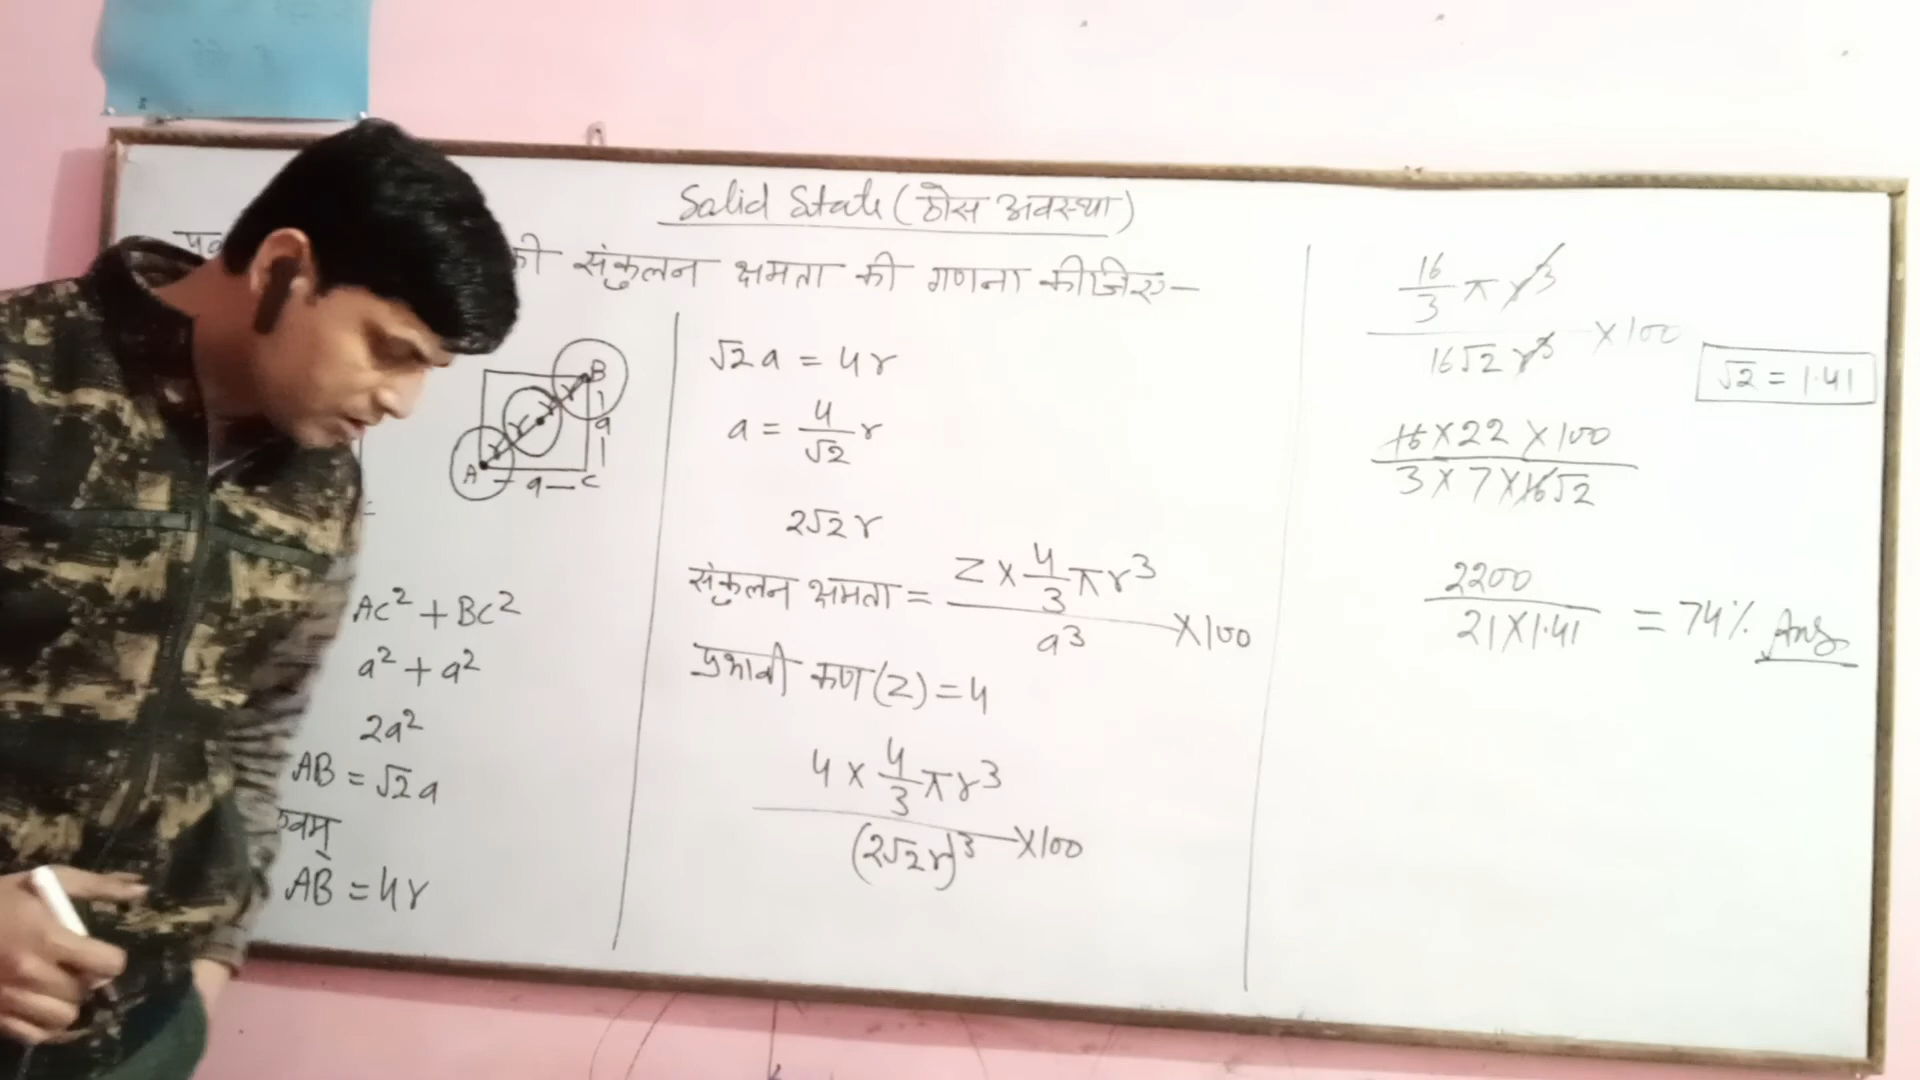 Solid State (ठोस अवस्था)
की संकुलन क्षमता की गणना कीजिए-
B
r
r
r
r
a
A
- a - C
=
AC² + BC²
a² + a²
2a²
AB = √2a
एवम्
AB = 4r
√2 a = 4r
a = 4/√2 r
2√2 r
संकुलन क्षमता = Z × 4/3 πr³ / a³ × 100
प्रभावी कण (Z) = 4
4 × 4/3 πr³ / (2√2r)³ × 100
16/3 π r³ / 16√2 r³ × 100
√2 = 1.41
16 × 22 × 100 / 3 × 7 × 16√2
2200 / 21 × 1.41 = 74% Ans